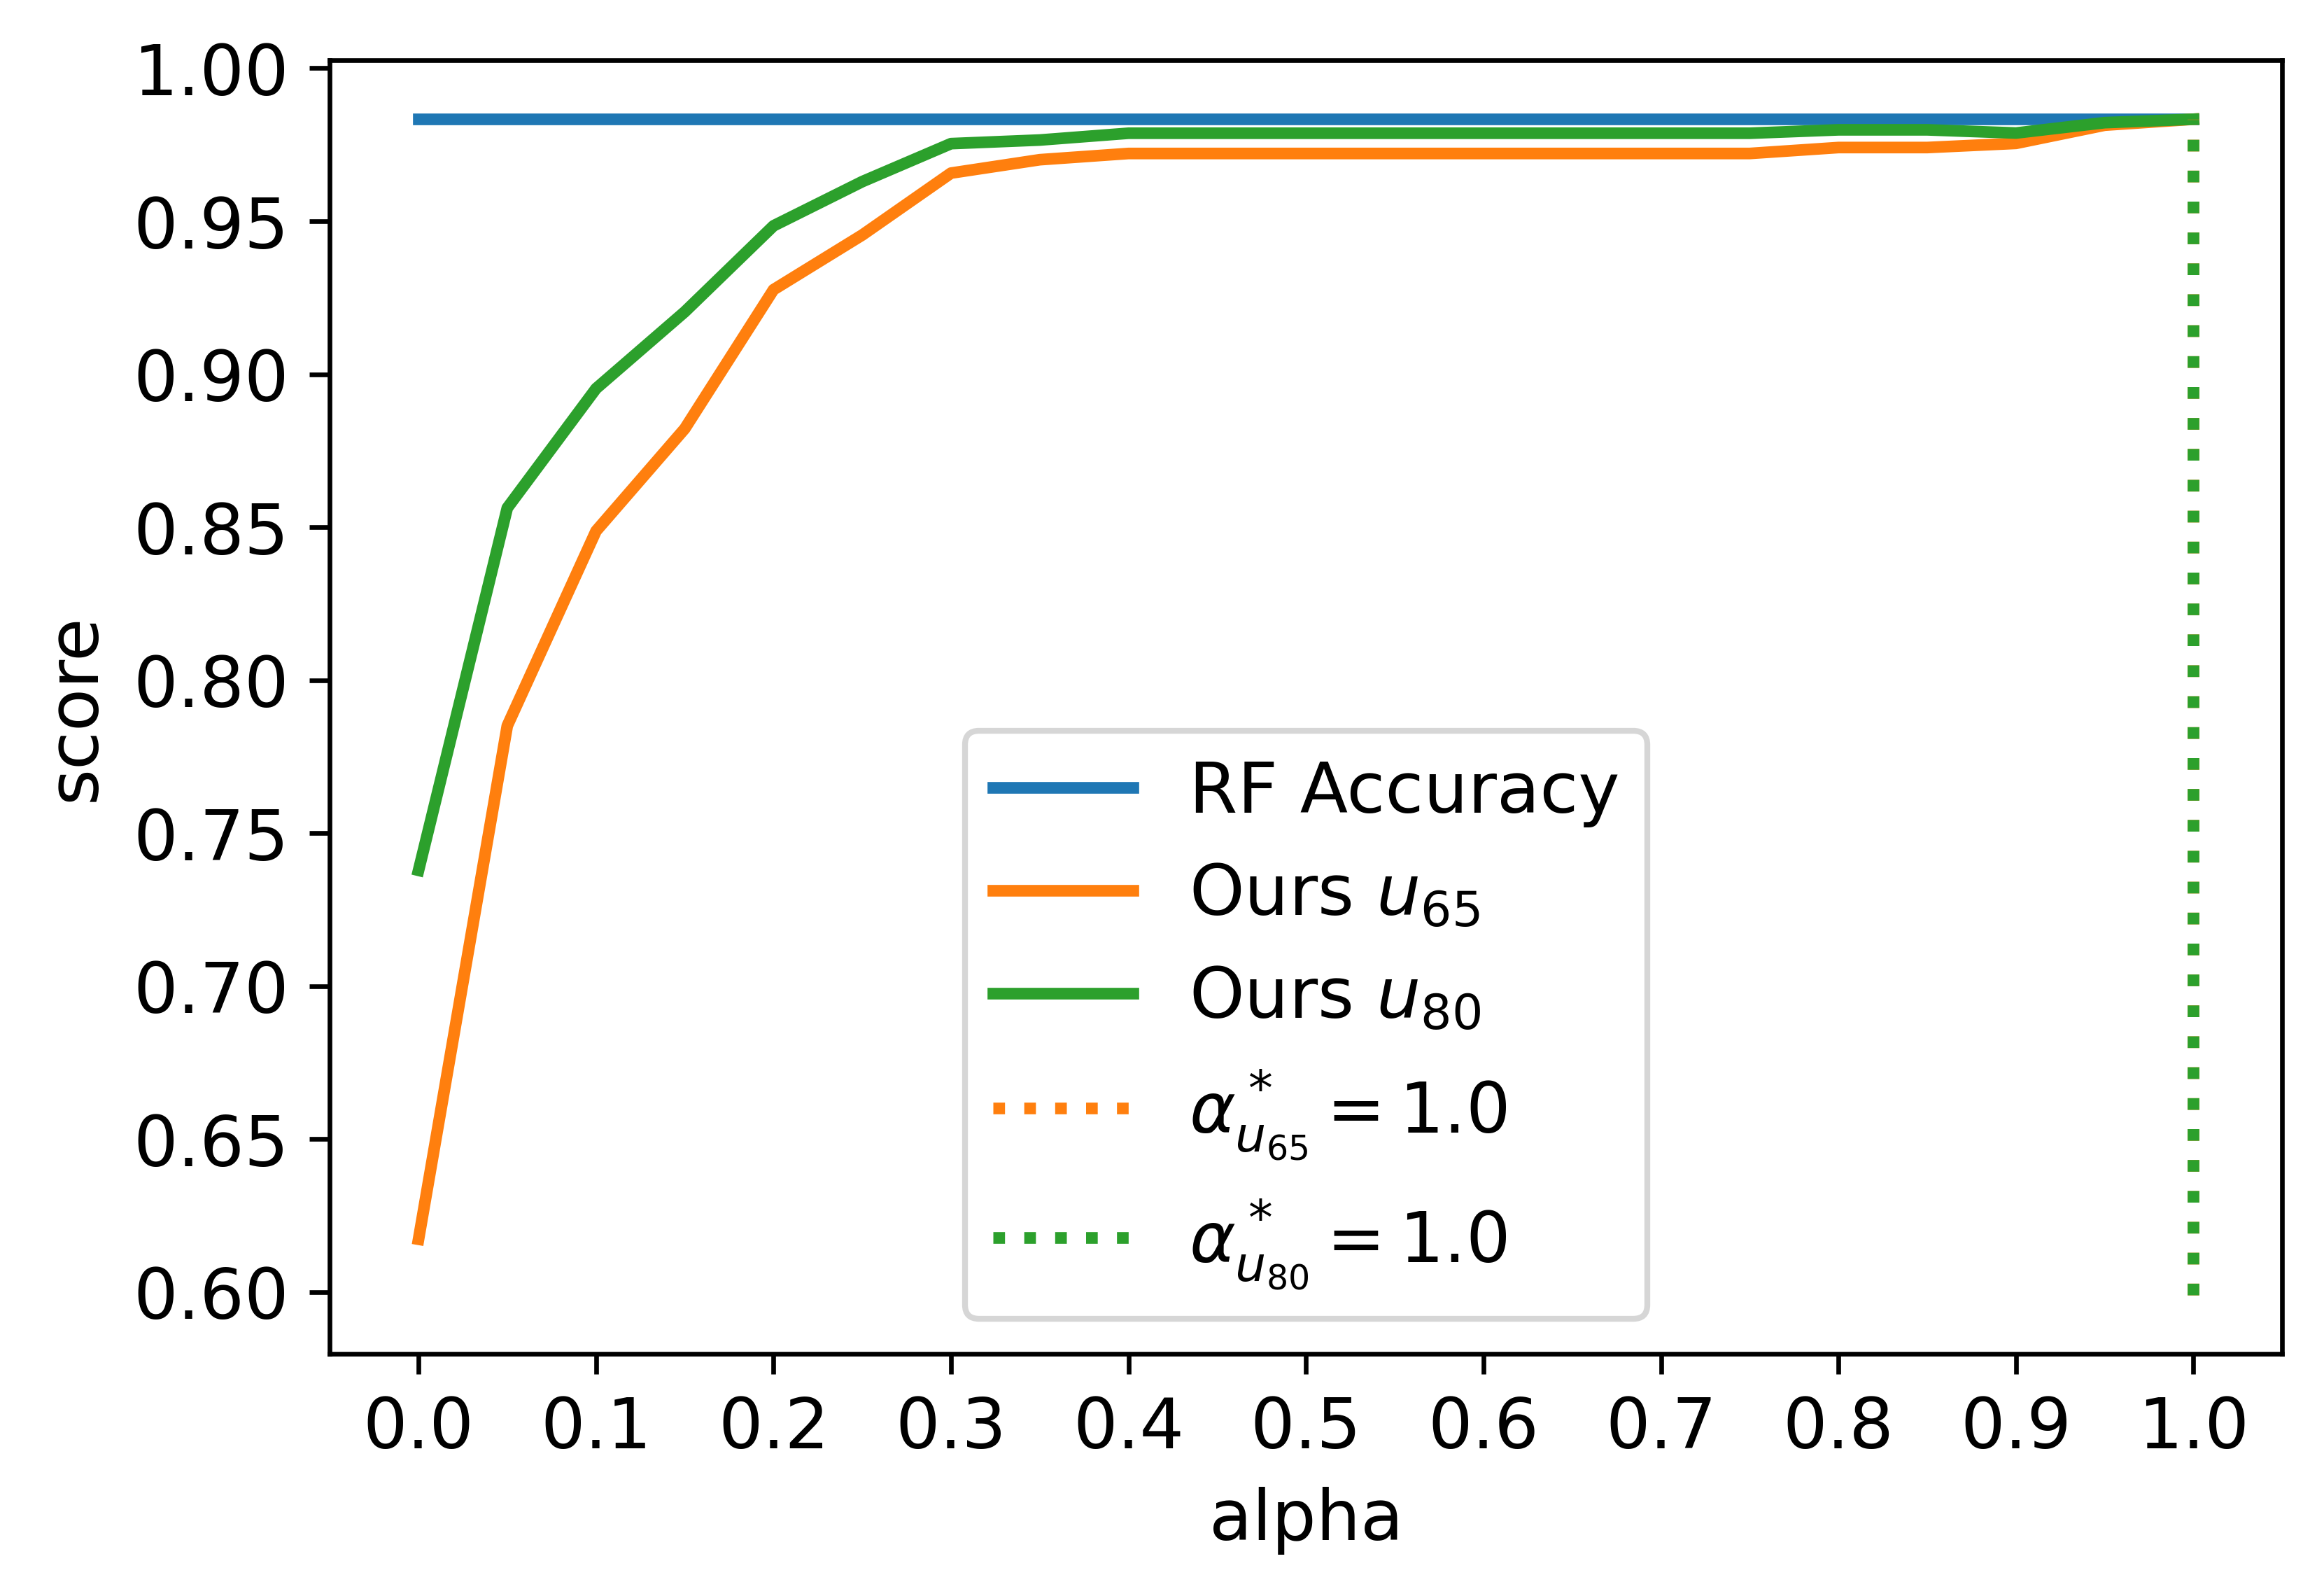 1.00
0.95
0.90
0.85
0.80
0.75
0.70
0.65
0.60
score
RF Accuracy
Ours u₆₅
Ours u₈₀
α*u₆₅ = 1.0
α*u₈₀ = 1.0
0.0 0.1 0.2 0.3 0.4 0.5 0.6 0.7 0.8 0.9 1.0
alpha